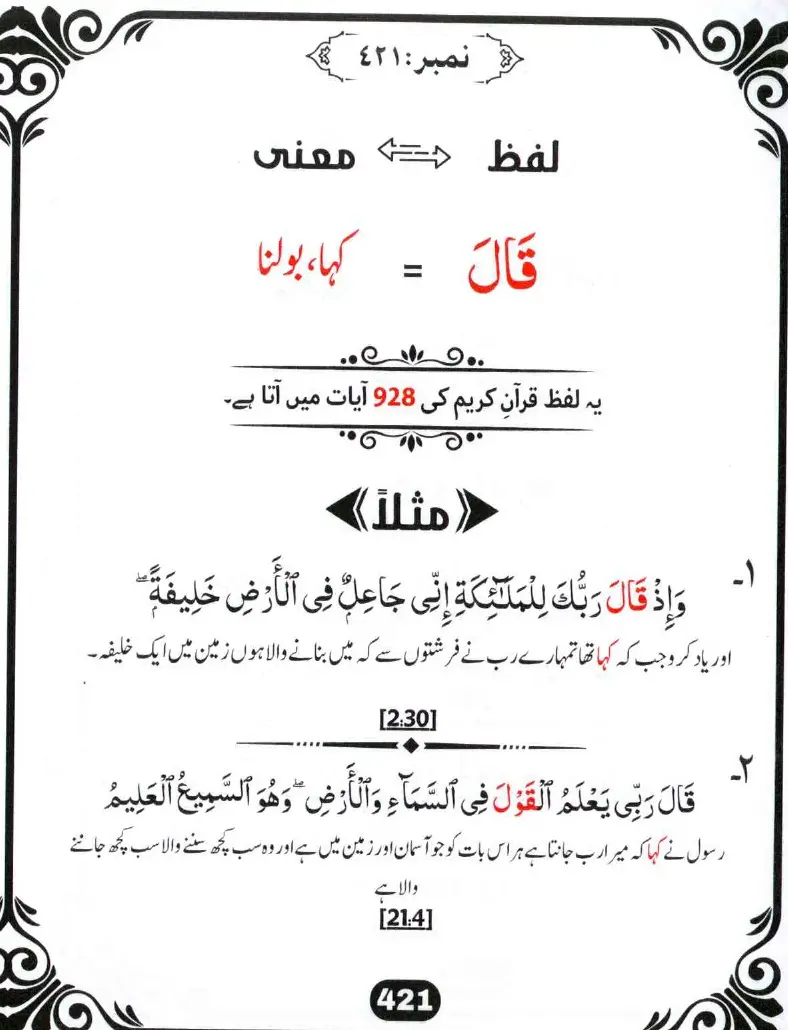 نمبر: ۴۲۱
لفظ ⇐⇒ معنی
قَالَ = کہا، بولنا
یہ لفظ قرآنِ کریم کی 928 آیات میں آتا ہے۔
مثلاً
۱۔ وَإِذْ قَالَ رَبُّكَ لِلْمَلَـٰٓئِكَةِ إِنِّى جَاعِلٌۭ فِى ٱلْأَرْضِ خَلِيفَةًۭ ۖ
اور یاد کرو جب کہ کہا تھا تمہارے رب نے فرشتوں سے کہ میں بنانے والا ہوں زمین میں ایک خلیفہ۔
[2:30]
۲۔ قَالَ رَبِّى يَعْلَمُ ٱلْقَوْلَ فِى ٱلسَّمَآءِ وَٱلْأَرْضِ ۖ وَهُوَ ٱلسَّمِيعُ ٱلْعَلِيمُ
رسول نے کہا کہ میرا رب جانتا ہے ہر اس بات کو جو آسمان اور زمین میں ہے اور وہ سب کچھ سننے والا سب کچھ جاننے
والا ہے
[21:4]
421